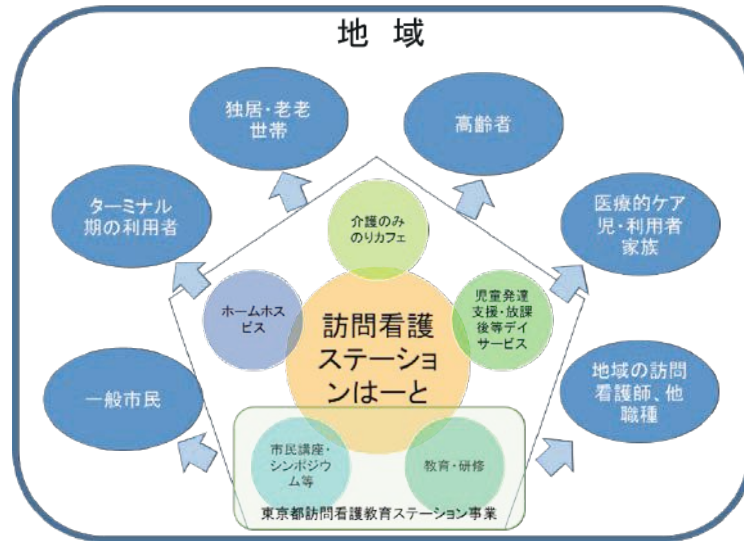 地 域
独居・老老
世帯
高齢者
ターミナル
期の利用者
医療的ケア
児・利用者
家族
介護のみ
のりカフェ
ホームホス
ピス
児童発達
支援・放課
後等デイ
サービス
訪問看護
ステーショ
ンはーと
一般市民
地域の訪問
看護師、他
職種
市民講座・
シンポジウ
ム等
教育・研修
東京都訪問看護教育ステーション事業